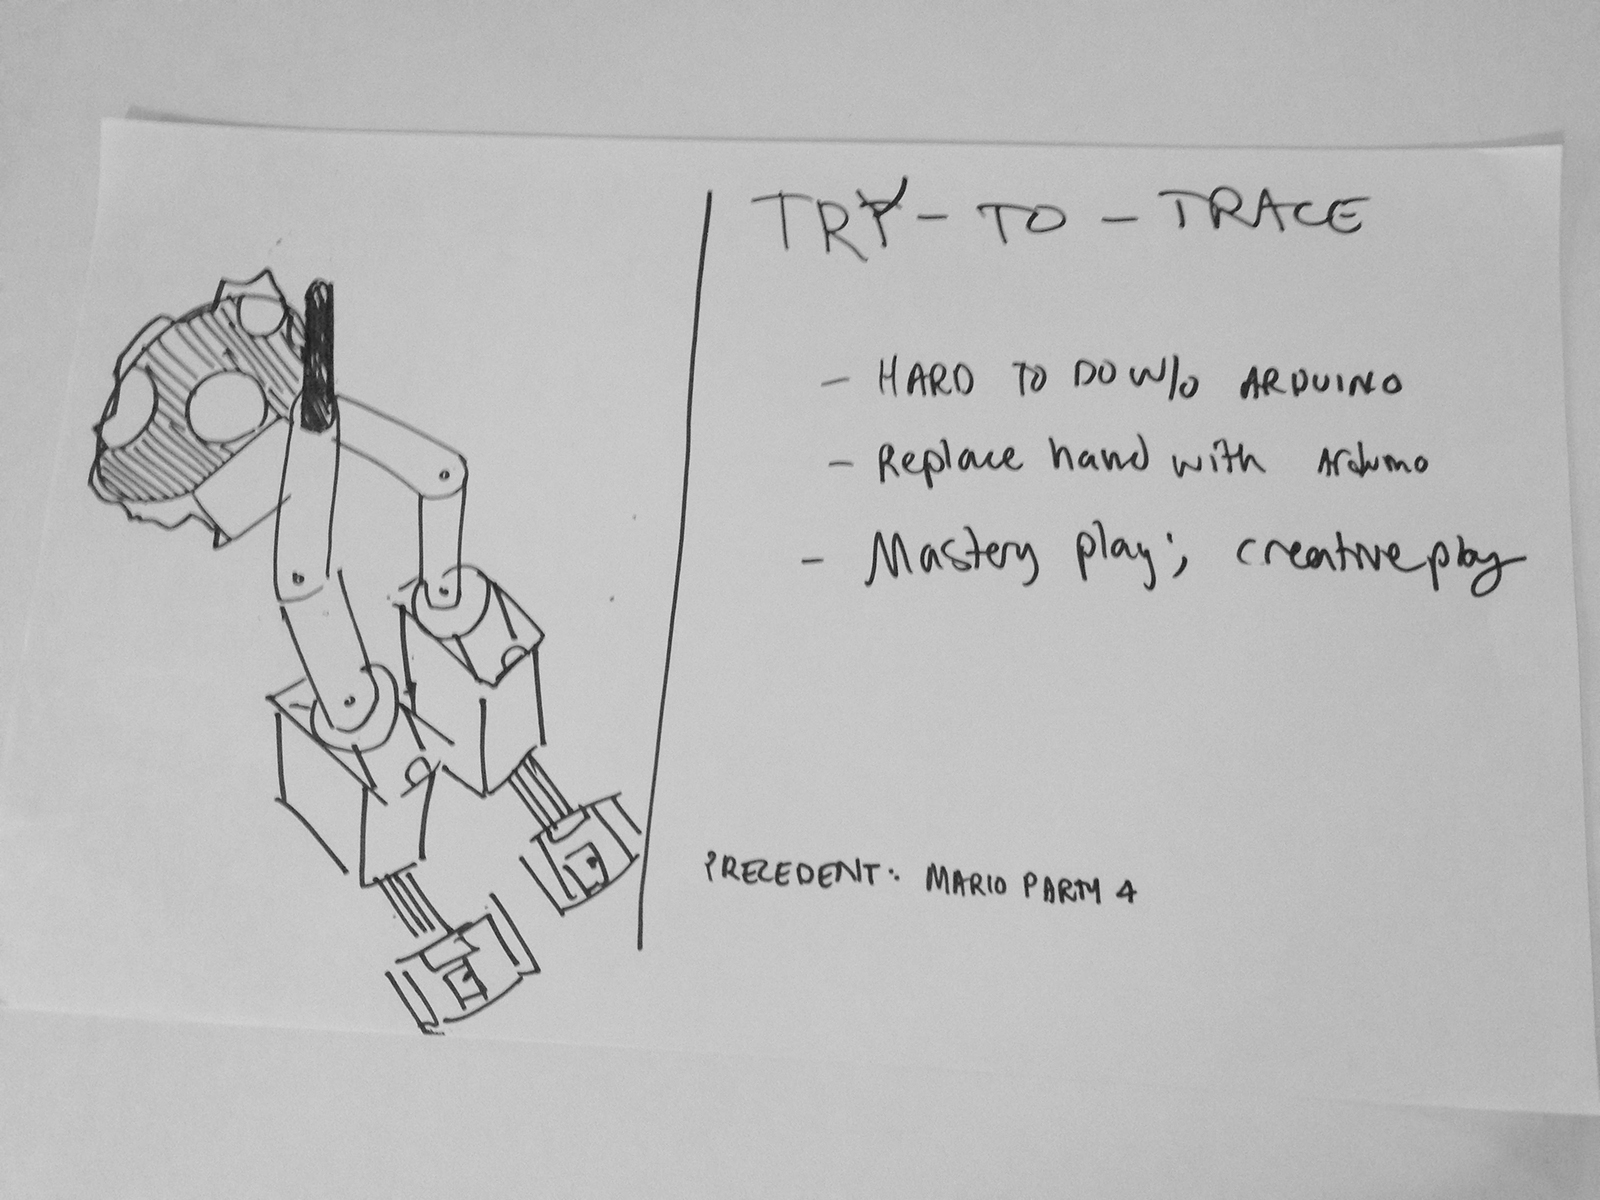 TRY - TO - TRACE
- HARD TO DO W/O ARDUINO
- Replace hand with Arduino
- Mastery play; creative play
PRECEDENT: MARIO PARTY 4